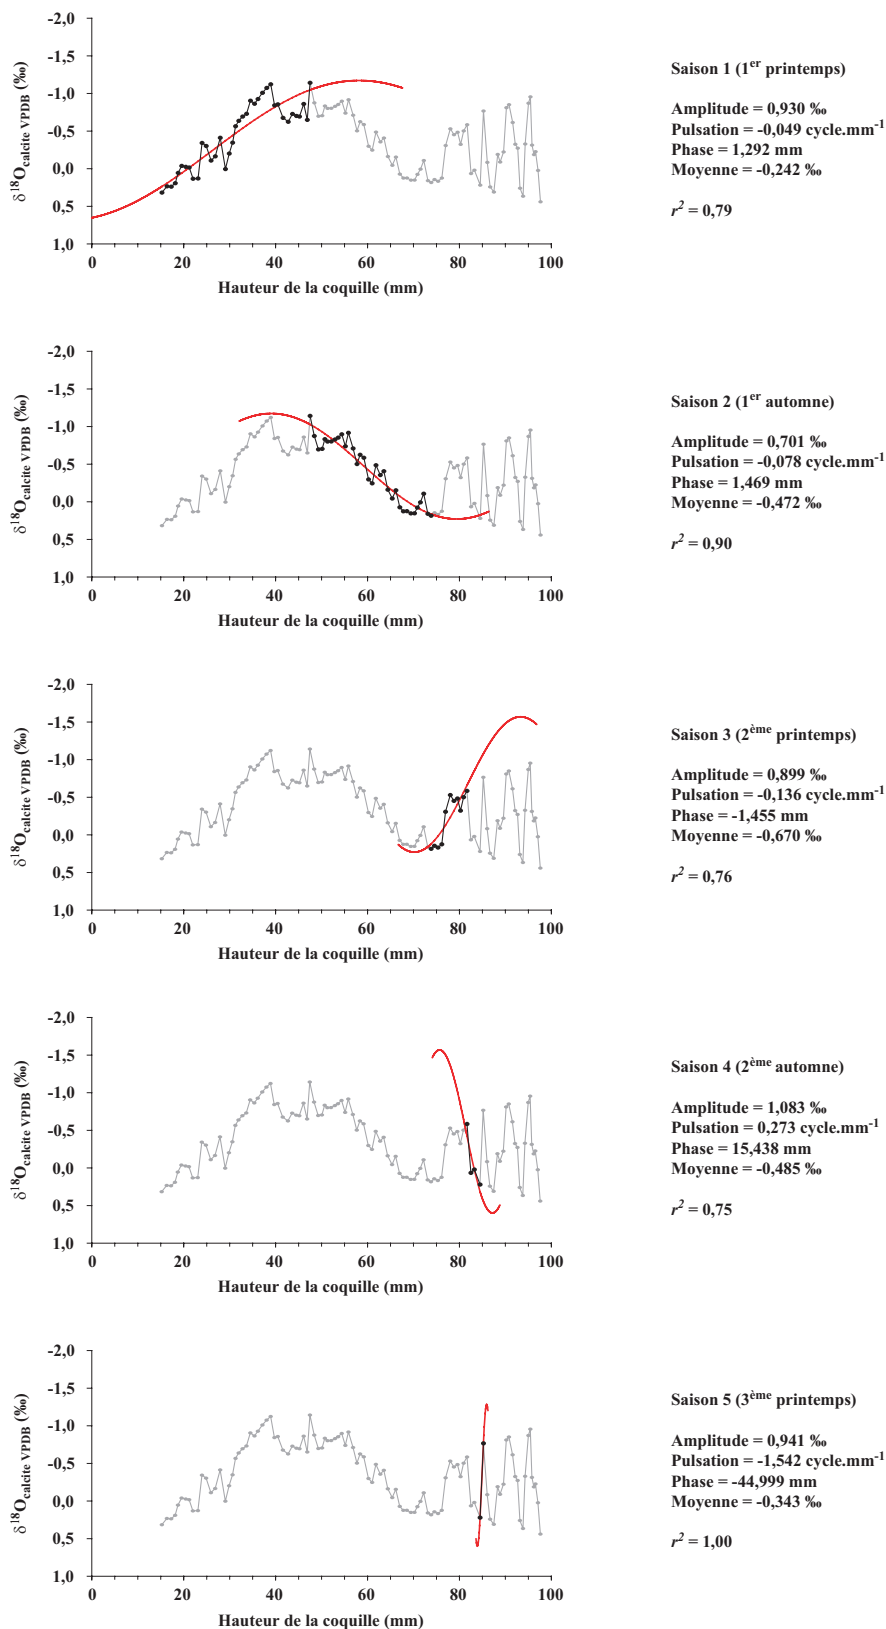 -2,0
-1,5
-1,0
-0,5
0,0
0,5
1,0
δ18Ocalcite VPDB (‰)
0 20 40 60 80 100
Hauteur de la coquille (mm)
Saison 1 (1er printemps)
Amplitude = 0,930 ‰
Pulsation = -0,049 cycle.mm-1
Phase = 1,292 mm
Moyenne = -0,242 ‰
r2 = 0,79
-2,0
-1,5
-1,0
-0,5
0,0
0,5
1,0
δ18Ocalcite VPDB (‰)
0 20 40 60 80 100
Hauteur de la coquille (mm)
Saison 2 (1er automne)
Amplitude = 0,701 ‰
Pulsation = -0,078 cycle.mm-1
Phase = 1,469 mm
Moyenne = -0,472 ‰
r2 = 0,90
-2,0
-1,5
-1,0
-0,5
0,0
0,5
1,0
δ18Ocalcite VPDB (‰)
0 20 40 60 80 100
Hauteur de la coquille (mm)
Saison 3 (2ème printemps)
Amplitude = 0,899 ‰
Pulsation = -0,136 cycle.mm-1
Phase = -1,455 mm
Moyenne = -0,670 ‰
r2 = 0,76
-2,0
-1,5
-1,0
-0,5
0,0
0,5
1,0
δ18Ocalcite VPDB (‰)
0 20 40 60 80 100
Hauteur de la coquille (mm)
Saison 4 (2ème automne)
Amplitude = 1,083 ‰
Pulsation = 0,273 cycle.mm-1
Phase = 15,438 mm
Moyenne = -0,485 ‰
r2 = 0,75
-2,0
-1,5
-1,0
-0,5
0,0
0,5
1,0
δ18Ocalcite VPDB (‰)
0 20 40 60 80 100
Hauteur de la coquille (mm)
Saison 5 (3ème printemps)
Amplitude = 0,941 ‰
Pulsation = -1,542 cycle.mm-1
Phase = -44,999 mm
Moyenne = -0,343 ‰
r2 = 1,00